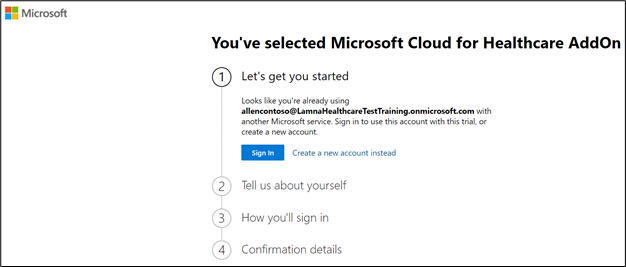 Microsoft
You've selected Microsoft Cloud for Healthcare AddOn
1 Let's get you started
Looks like you're already using
allencontoso@LamnaHealthcareTestTraining.onmicrosoft.com with
another Microsoft service. Sign in to use this account with this trial, or
create a new account.
Sign In Create a new account instead
2 Tell us about yourself
3 How you'll sign in
4 Confirmation details